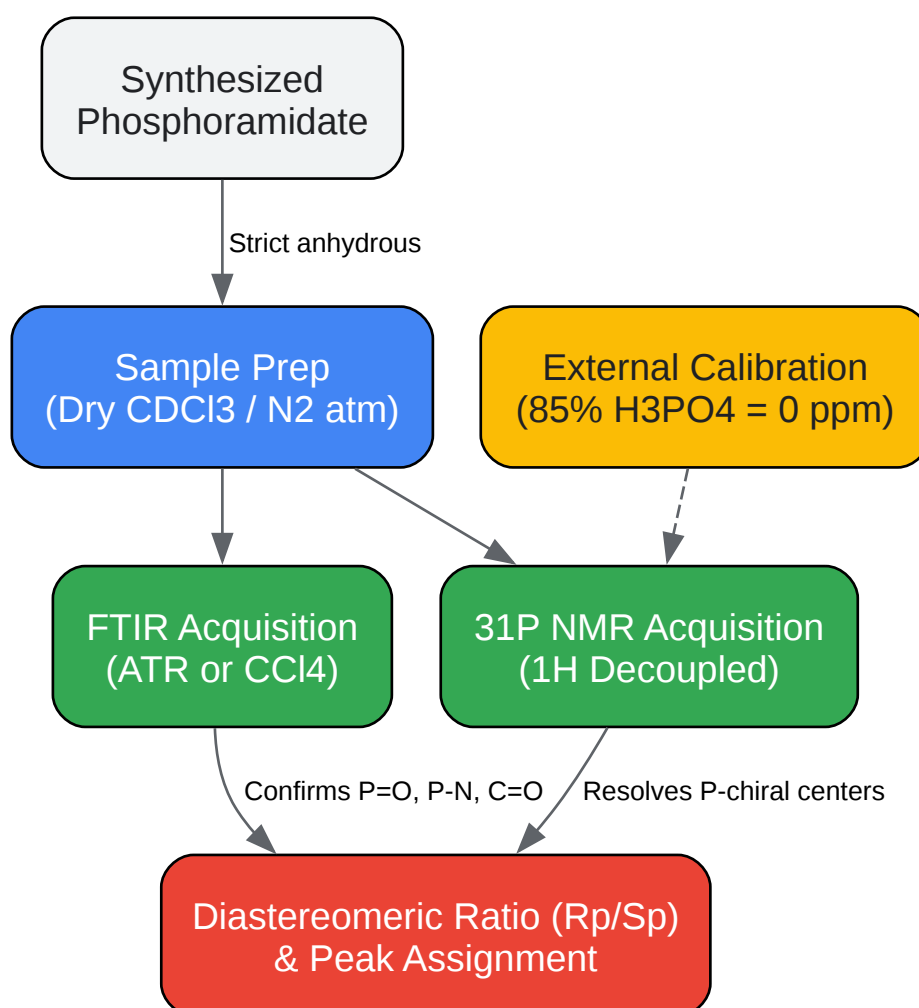 Synthesized
Phosphoramidate
Strict anhydrous
Sample Prep
(Dry CDCl3 / N2 atm)
External Calibration
(85% H3PO4 = 0 ppm)
FTIR Acquisition
(ATR or CCl4)
31P NMR Acquisition
(1H Decoupled)
Confirms P=O, P-N, C=O
Resolves P-chiral centers
Diastereomeric Ratio (Rp/Sp)
& Peak Assignment